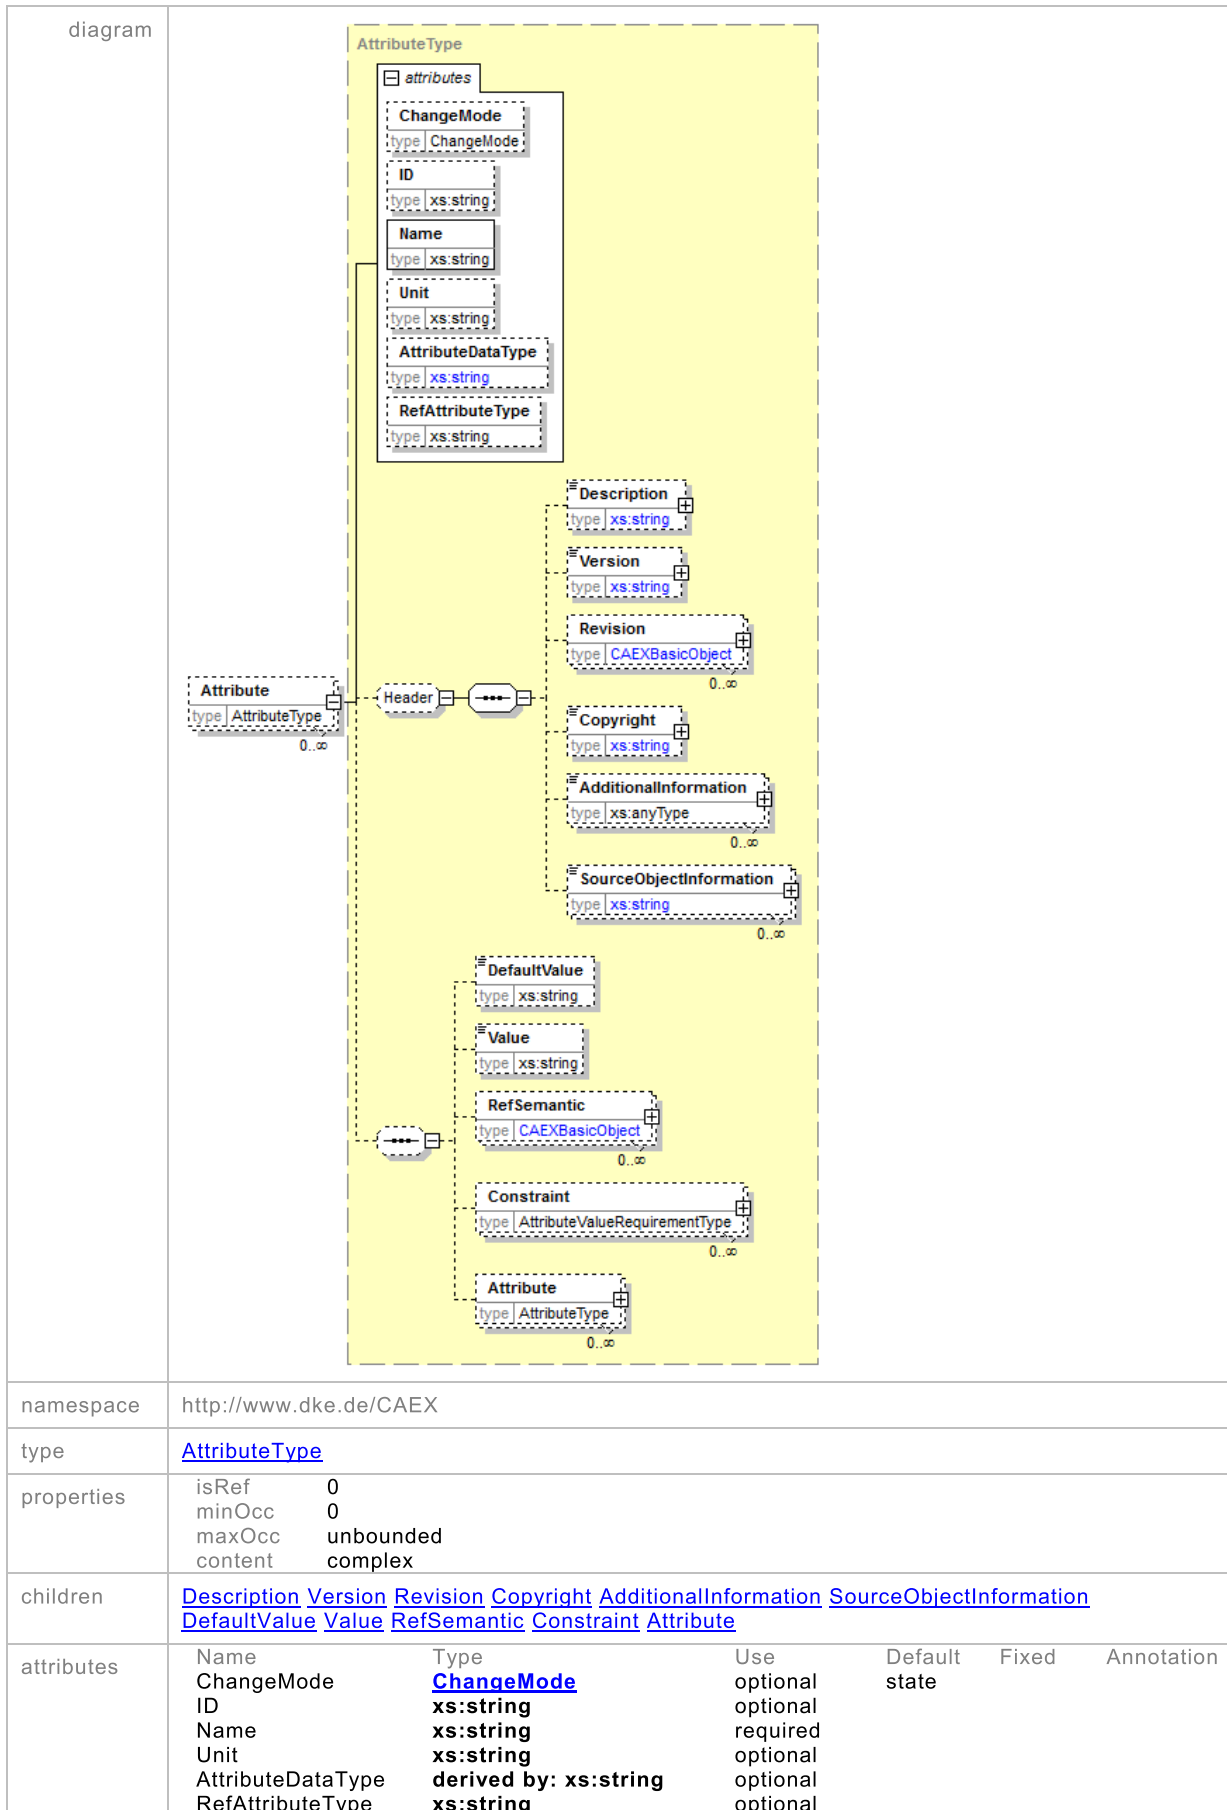 diagram
AttributeType
attributes
ChangeMode
type ChangeMode
ID
type xs:string
Name
type xs:string
Unit
type xs:string
AttributeDataType
type xs:string
RefAttributeType
type xs:string
Description
type xs:string
Version
type xs:string
Revision
type CAEXBasicObject
0..∞
Attribute
type AttributeType
0..∞
Header
Copyright
type xs:string
AdditionalInformation
type xs:anyType
0..∞
SourceObjectInformation
type xs:string
0..∞
DefaultValue
type xs:string
Value
type xs:string
RefSemantic
type CAEXBasicObject
0..∞
Constraint
type AttributeValueRequirementType
0..∞
Attribute
type AttributeType
0..∞
namespace http://www.dke.de/CAEX
type AttributeType
properties
isRef 0
minOcc 0
maxOcc unbounded
content complex
children Description Version Revision Copyright AdditionalInformation SourceObjectInformation
DefaultValue Value RefSemantic Constraint Attribute
attributes
Name Type Use Default Fixed Annotation
ChangeMode ChangeMode optional state
ID xs:string optional
Name xs:string required
Unit xs:string optional
AttributeDataType derived by: xs:string optional
RefAttributeType xs:string optional